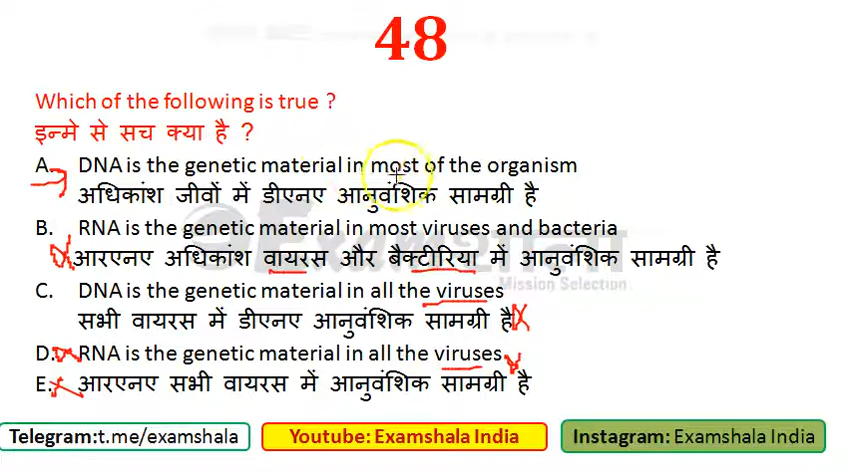 48
Which of the following is true ?
इन्मे से सच क्या है ?
A. DNA is the genetic material in most of the organism
अधिकांश जीवों में डीएनए आनुवंशिक सामग्री है
B. RNA is the genetic material in most viruses and bacteria
आरएनए अधिकांश वायरस और बैक्टीरिया में आनुवंशिक सामग्री है
Mission Selection
C. DNA is the genetic material in all the viruses
सभी वायरस में डीएनए आनुवंशिक सामग्री है
D. RNA is the genetic material in all the viruses
E. आरएनए सभी वायरस में आनुवंशिक सामग्री है
Telegram:t.me/examshala Youtube: Examshala India Instagram: Examshala India